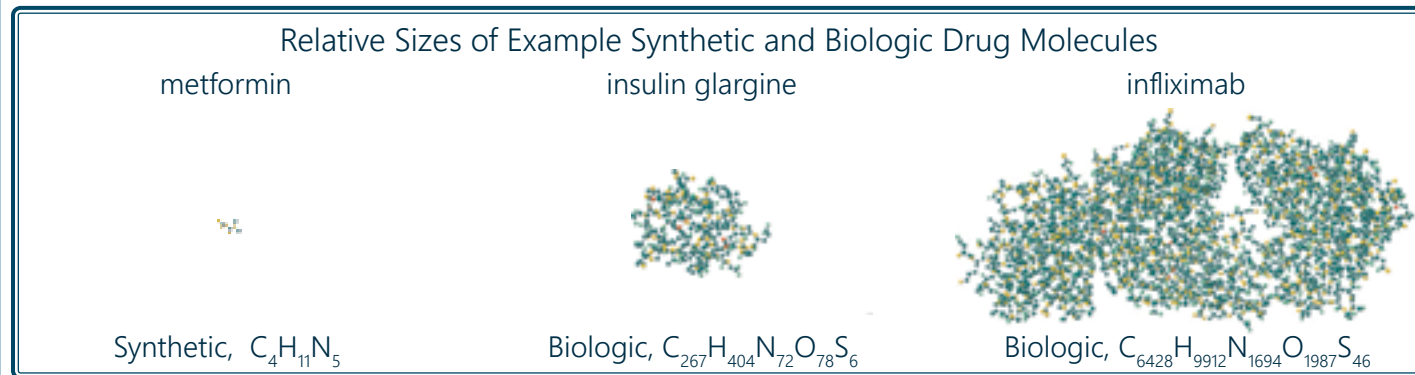 Relative Sizes of Example Synthetic and Biologic Drug Molecules
metformin
insulin glargine
infliximab
Synthetic, C₄H₁₁N₅
Biologic, C₂₆₇H₄₀₄N₇₂O₇₈S₆
Biologic, C₆₄₂₈H₉₉₁₂N₁₆₉₄O₁₉₈₇S₄₆